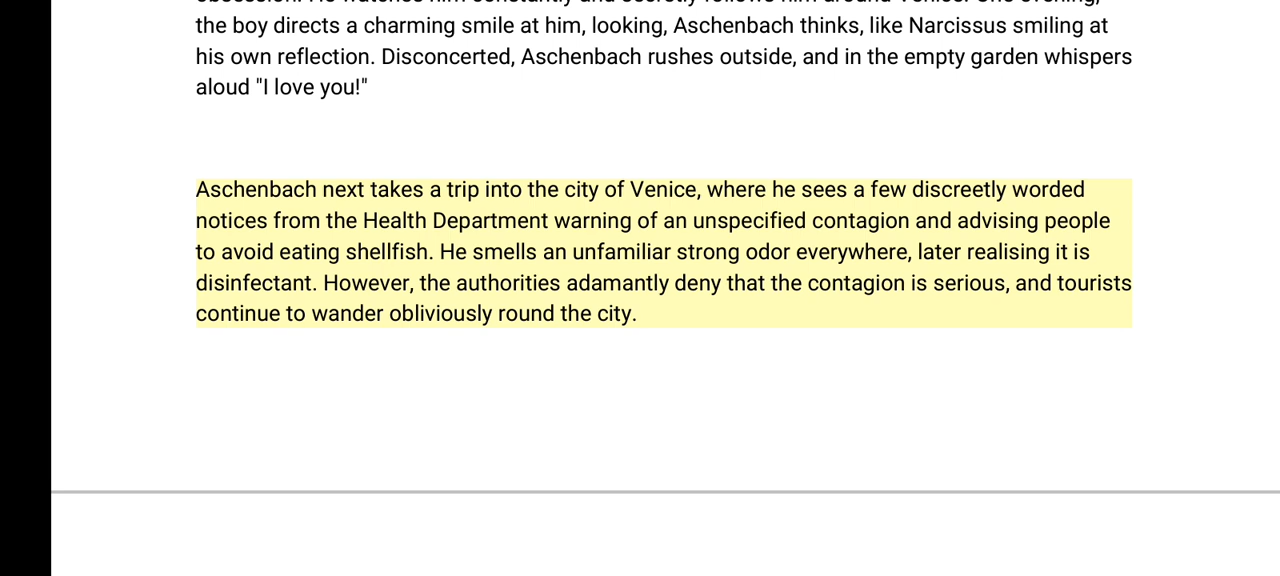 the boy directs a charming smile at him, looking, Aschenbach thinks, like Narcissus smiling at
his own reflection. Disconcerted, Aschenbach rushes outside, and in the empty garden whispers
aloud "I love you!"
Aschenbach next takes a trip into the city of Venice, where he sees a few discreetly worded
notices from the Health Department warning of an unspecified contagion and advising people
to avoid eating shellfish. He smells an unfamiliar strong odor everywhere, later realising it is
disinfectant. However, the authorities adamantly deny that the contagion is serious, and tourists
continue to wander obliviously round the city.